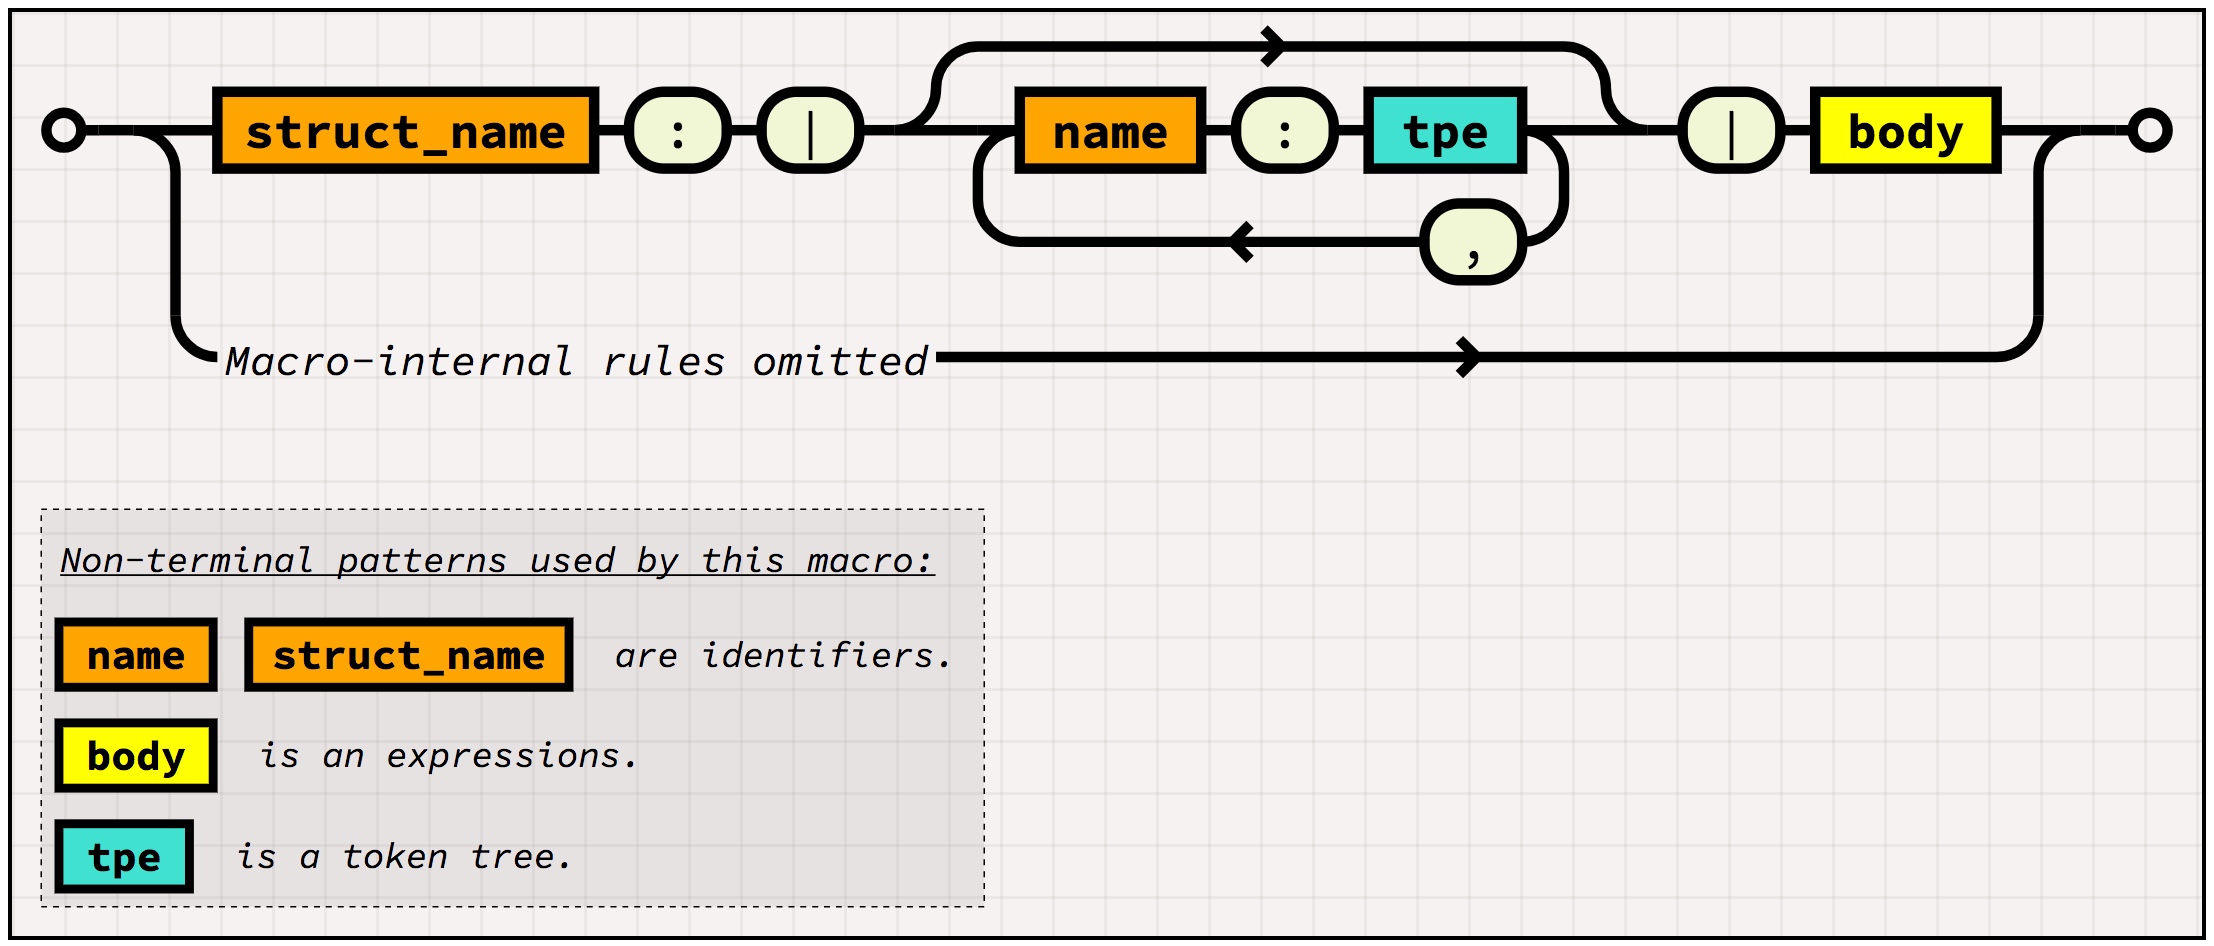 struct_name : | name : tpe | body
,
Macro-internal rules omitted
Non-terminal patterns used by this macro:
name struct_name are identifiers.
body is an expressions.
tpe is a token tree.